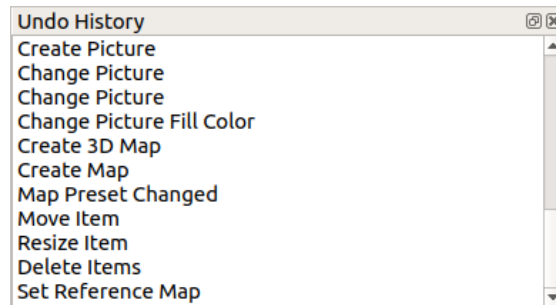 Undo History
Create Picture
Change Picture
Change Picture
Change Picture Fill Color
Create 3D Map
Create Map
Map Preset Changed
Move Item
Resize Item
Delete Items
Set Reference Map